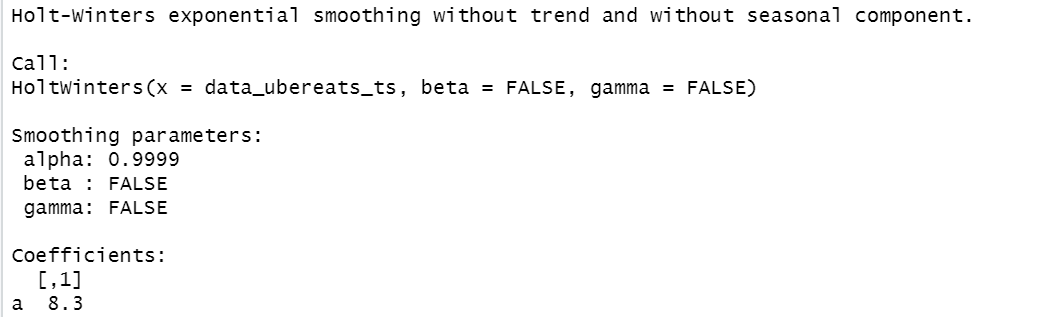 Holt-Winters exponential smoothing without trend and without seasonal component.
Call:
HoltWinters(x = data_ubereats_ts, beta = FALSE, gamma = FALSE)
Smoothing parameters:
alpha: 0.9999
beta : FALSE
gamma: FALSE
Coefficients:
[,1]
a 8.3